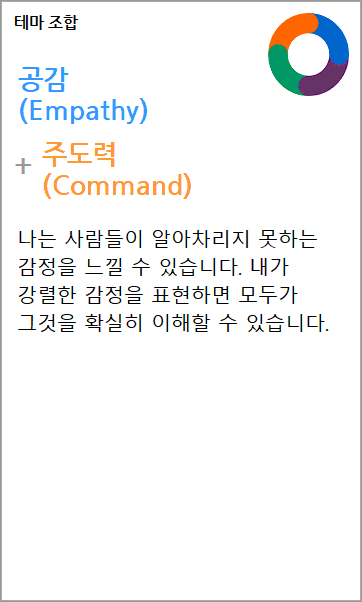 테마 조합
공감
(Empathy)
+ 주도력
(Command)
나는 사람들이 알아차리지 못하는
감정을 느낄 수 있습니다. 내가
강렬한 감정을 표현하면 모두가
그것을 확실히 이해할 수 있습니다.